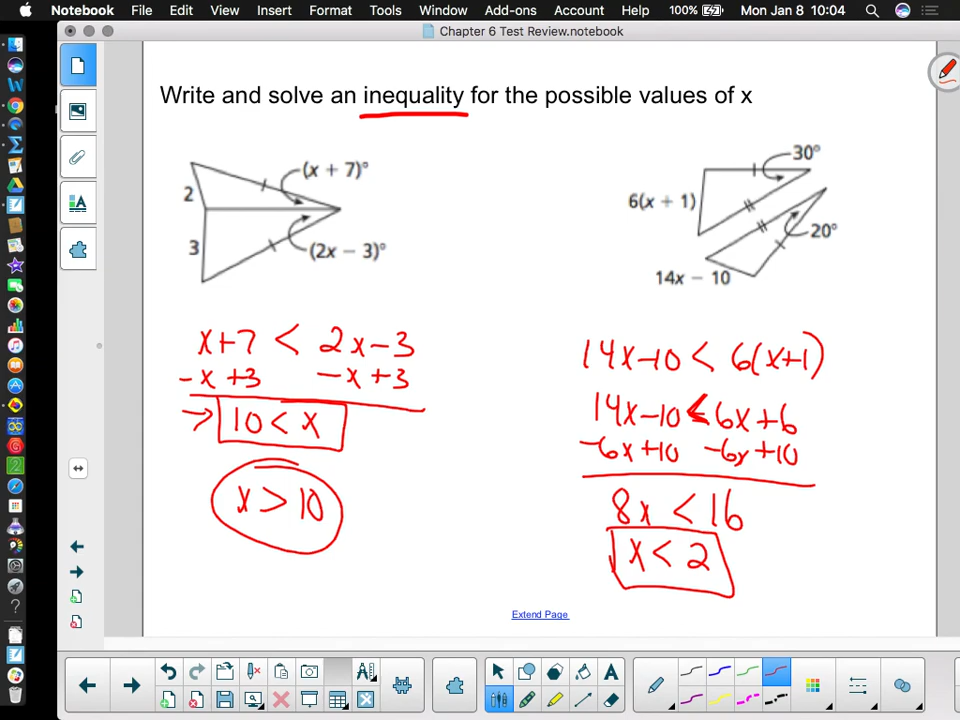 Notebook File Edit View Insert Format Tools Window Add-ons Account Help 100% Mon Jan 8 10:04
Chapter 6 Test Review.notebook
Write and solve an inequality for the possible values of x
2
(x + 7)°
3
(2x − 3)°
30°
6(x + 1)
20°
14x − 10
x+7 < 2x-3
-x +3 -x +3
→ 10 < x
x > 10
14x-10 < 6(x+1)
14x-10 < 6x+6
-6x+10 -6x+10
8x < 16
x < 2
Extend Page